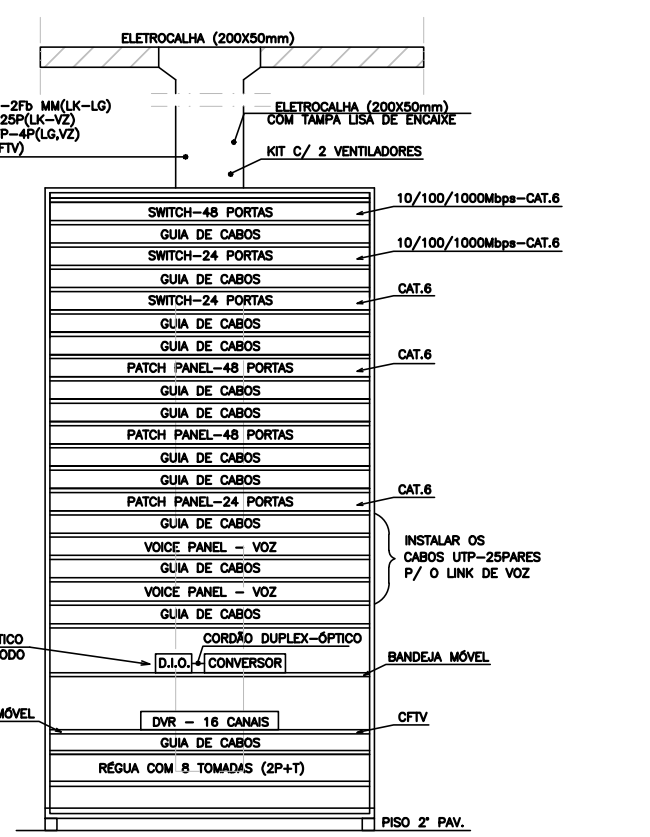 ELETROCALHA (200X50mm)
-2Fb MM(LK-LG)
25P(LK-VZ)
P-4P(LG,VZ)
FTV)
ELETROCALHA (200X50mm)
COM TAMPA LISA DE ENCAIXE
KIT C/ 2 VENTILADORES
SWITCH-48 PORTAS
10/100/1000Mbps-CAT.6
GUIA DE CABOS
SWITCH-24 PORTAS
10/100/1000Mbps-CAT.6
GUIA DE CABOS
SWITCH-24 PORTAS
CAT.6
GUIA DE CABOS
GUIA DE CABOS
PATCH PANEL-48 PORTAS
CAT.6
GUIA DE CABOS
GUIA DE CABOS
PATCH PANEL-48 PORTAS
GUIA DE CABOS
GUIA DE CABOS
PATCH PANEL-24 PORTAS
CAT.6
GUIA DE CABOS
VOICE PANEL - VOZ
GUIA DE CABOS
VOICE PANEL - VOZ
GUIA DE CABOS
INSTALAR OS
CABOS UTP-25PARES
P/ O LINK DE VOZ
TICO
ODO
CORDÃO DUPLEX-ÓPTICO
D.I.O.
CONVERSOR
BANDEJA MÓVEL
MÓVEL
DVR - 16 CANAIS
CFTV
GUIA DE CABOS
RÉGUA COM 8 TOMADAS (2P+T)
PISO 2° PAV.